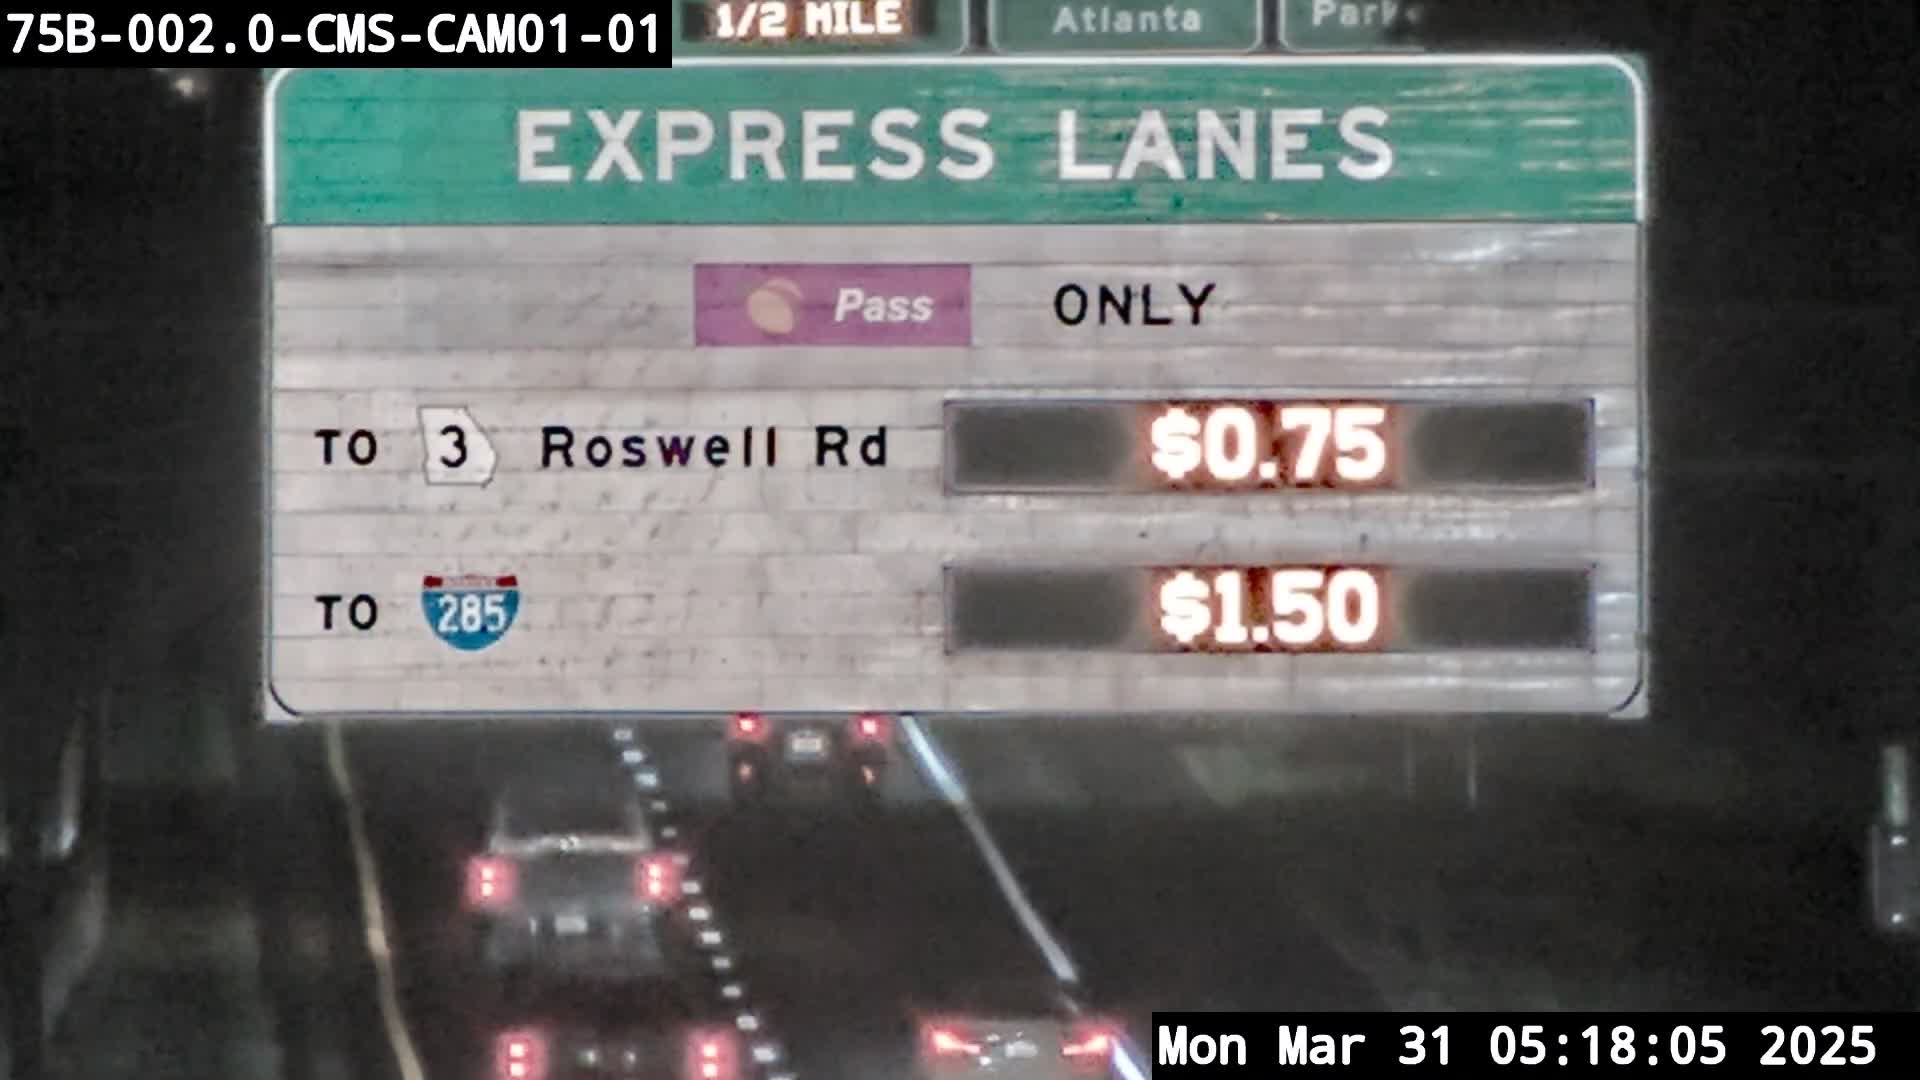 75B-002.0-CMS-CAM01-01
1/2 MILE
Atlanta
EXPRESS LANES
Pass ONLY
TO 3 Roswell Rd $0.75
TO 285 $1.50
Mon Mar 31 05:18:05 2025